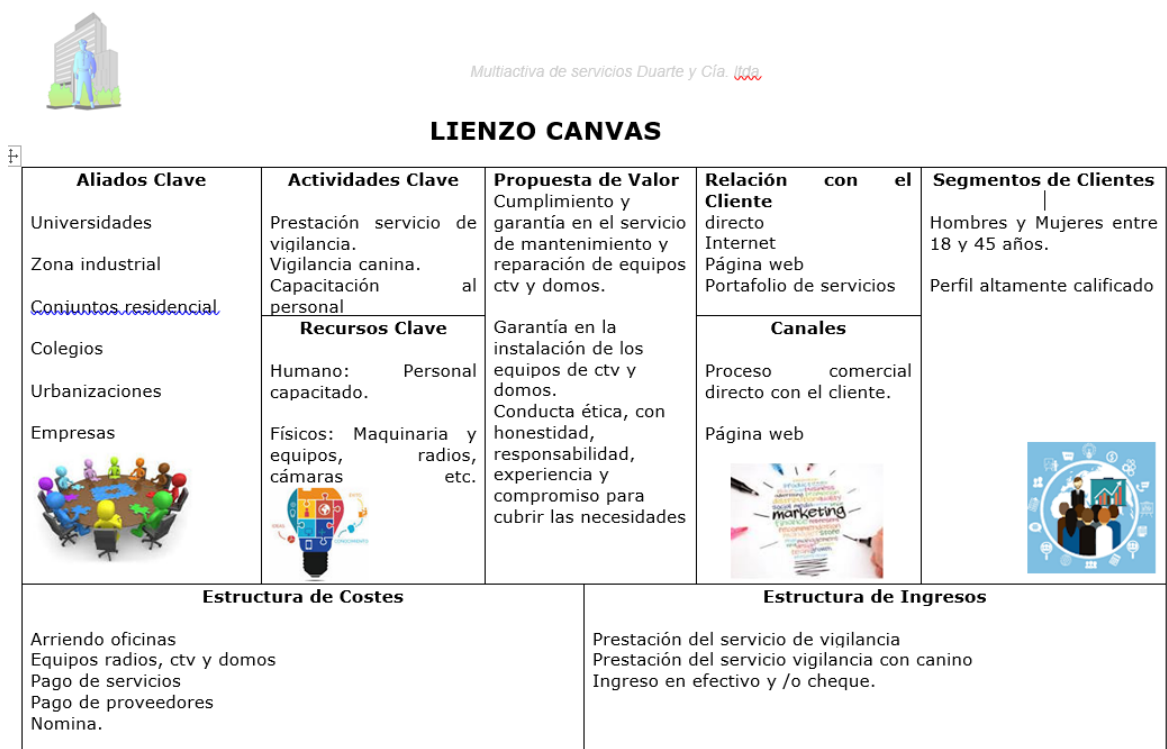 Multiactiva de servicios Duarte y Cía. ltda.
LIENZO CANVAS
Aliados Clave
Universidades
Zona industrial
Conjuntos residencial
Colegios
Urbanizaciones
Empresas
Actividades Clave
Prestación servicio de
vigilancia.
Vigilancia canina.
Capacitación al
personal
Recursos Clave
Humano: Personal
capacitado.
Físicos: Maquinaria y
equipos, radios,
cámaras etc.
Propuesta de Valor
Cumplimiento y
garantía en el servicio
de mantenimiento y
reparación de equipos
ctv y domos.
Garantía en la
instalación de los
equipos de ctv y
domos.
Conducta ética, con
honestidad,
responsabilidad,
experiencia y
compromiso para
cubrir las necesidades
Relación con el
Cliente
directo
Internet
Página web
Portafolio de servicios
Canales
Proceso comercial
directo con el cliente.
Página web
marketing
Segmentos de Clientes
Hombres y Mujeres entre
18 y 45 años.
Perfil altamente calificado
Estructura de Costes
Arriendo oficinas
Equipos radios, ctv y domos
Pago de servicios
Pago de proveedores
Nomina.
Estructura de Ingresos
Prestación del servicio de vigilancia
Prestación del servicio vigilancia con canino
Ingreso en efectivo y /o cheque.